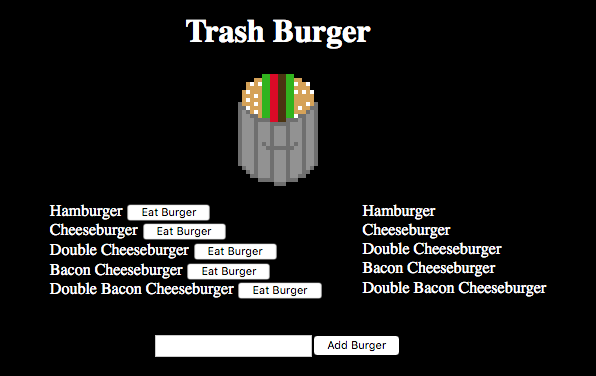 Trash Burger
Hamburger Eat Burger
Cheeseburger Eat Burger
Double Cheeseburger Eat Burger
Bacon Cheeseburger Eat Burger
Double Bacon Cheeseburger Eat Burger
Hamburger
Cheeseburger
Double Cheeseburger
Bacon Cheeseburger
Double Bacon Cheeseburger
Add Burger